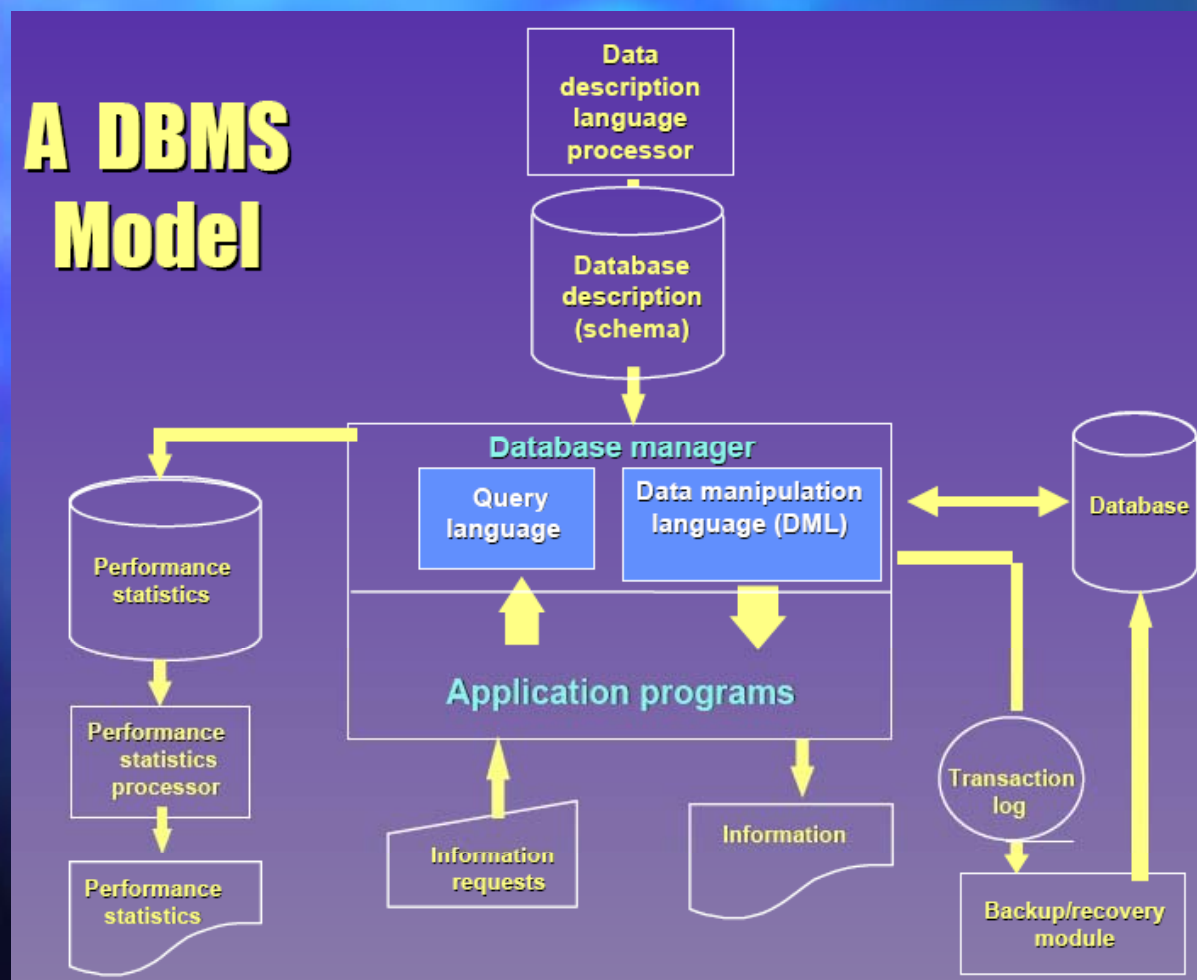 A DBMS
Model
Data
description
language
processor
Database
description
(schema)
Database manager
Query
language
Data manipulation
language (DML)
Database
Performance
statistics
Application programs
Performance
statistics
processor
Transaction
log
Information
Information
requests
Performance
statistics
Backup/recovery
module